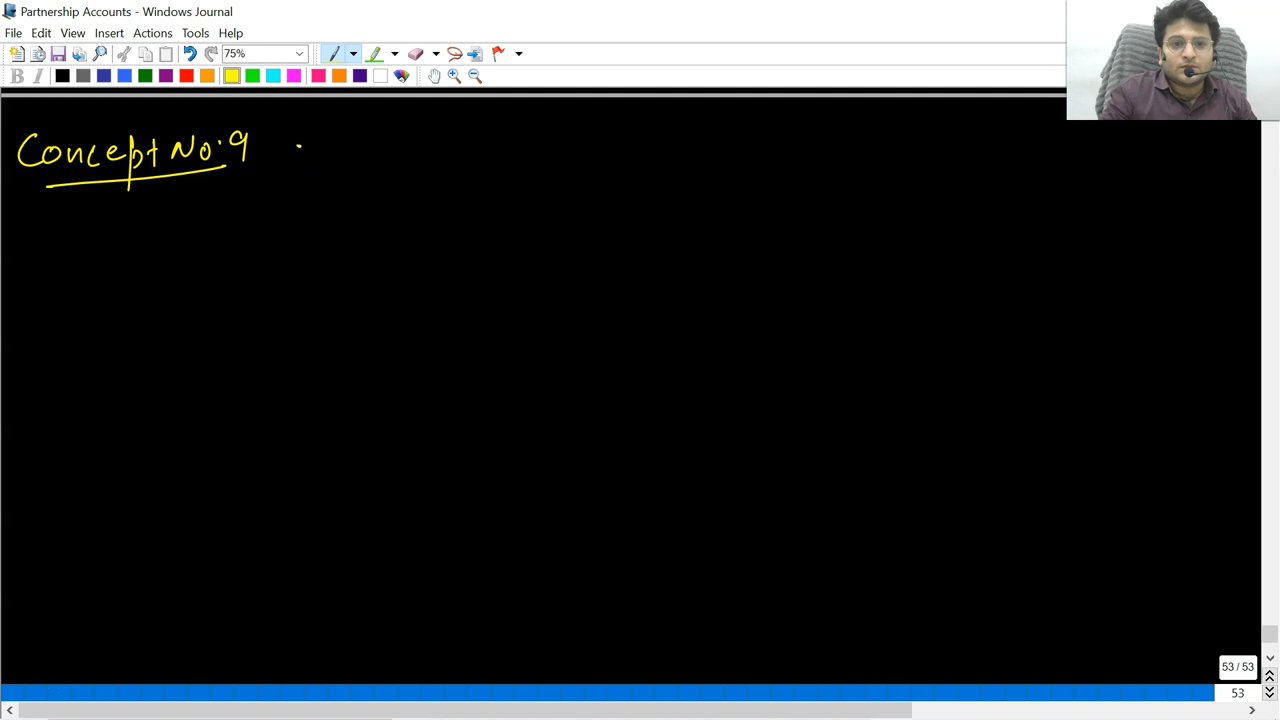 Partnership Accounts - Windows Journal
File Edit View Insert Actions Tools Help
75%
B I
Concept No. 9
53 / 53
53